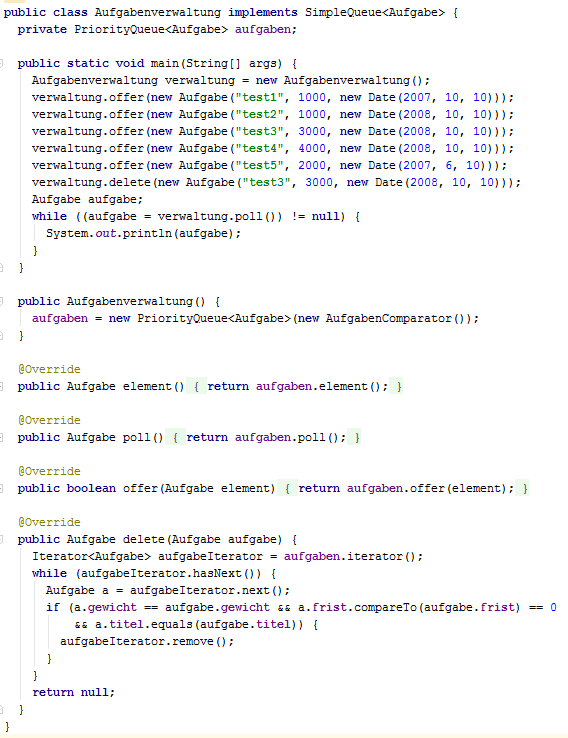 public class Aufgabenverwaltung implements SimpleQueue<Aufgabe> {
  private PriorityQueue<Aufgabe> aufgaben;

  public static void main(String[] args) {
    Aufgabenverwaltung verwaltung = new Aufgabenverwaltung();
    verwaltung.offer(new Aufgabe("test1", 1000, new Date(2007, 10, 10)));
    verwaltung.offer(new Aufgabe("test2", 1000, new Date(2008, 10, 10)));
    verwaltung.offer(new Aufgabe("test3", 3000, new Date(2008, 10, 10)));
    verwaltung.offer(new Aufgabe("test4", 4000, new Date(2008, 10, 10)));
    verwaltung.offer(new Aufgabe("test5", 2000, new Date(2007, 6, 10)));
    verwaltung.delete(new Aufgabe("test3", 3000, new Date(2008, 10, 10)));
    Aufgabe aufgabe;
    while ((aufgabe = verwaltung.poll()) != null) {
      System.out.println(aufgabe);
    }
  }

  public Aufgabenverwaltung() {
    aufgaben = new PriorityQueue<Aufgabe>(new AufgabenComparator());
  }

  @Override
  public Aufgabe element() { return aufgaben.element(); }

  @Override
  public Aufgabe poll() { return aufgaben.poll(); }

  @Override
  public boolean offer(Aufgabe element) { return aufgaben.offer(element); }

  @Override
  public Aufgabe delete(Aufgabe aufgabe) {
    Iterator<Aufgabe> aufgabeIterator = aufgaben.iterator();
    while (aufgabeIterator.hasNext()) {
      Aufgabe a = aufgabeIterator.next();
      if (a.gewicht == aufgabe.gewicht && a.frist.compareTo(aufgabe.frist) == 0
          && a.titel.equals(aufgabe.titel)) {
        aufgabeIterator.remove();
      }
    }
    return null;
  }
}